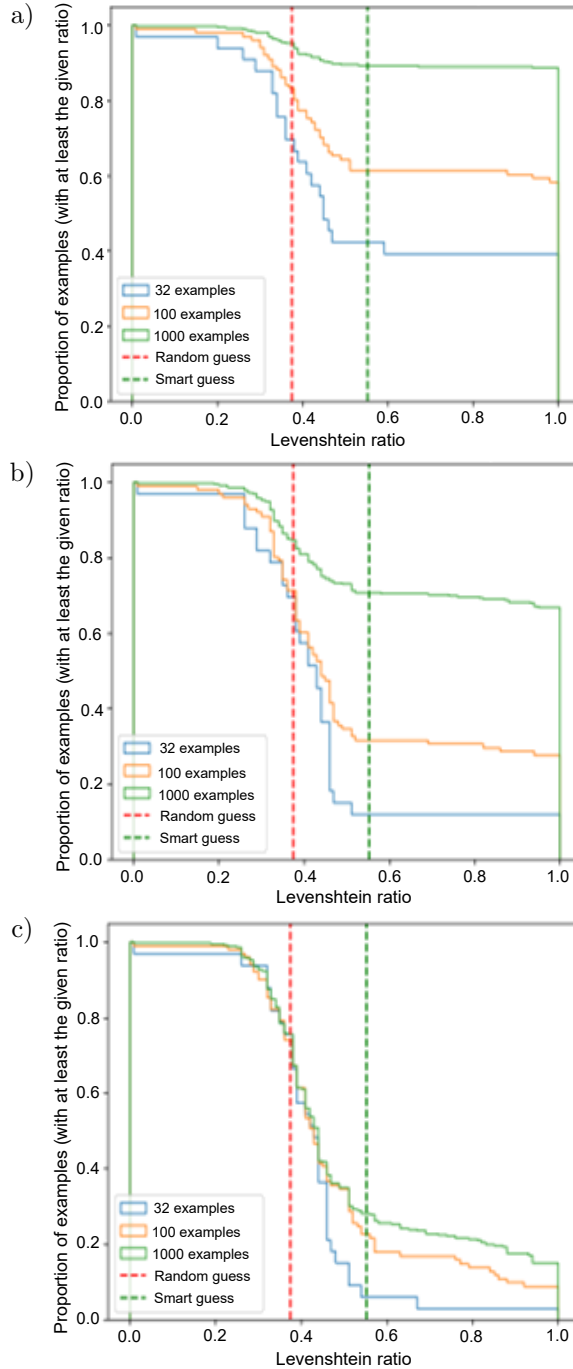 a)
Proportion of examples (with at least the given ratio)
1.0
0.8
0.6
0.4
0.2
0.0
32 examples
100 examples
1000 examples
Random guess
Smart guess
0.0 0.2 0.4 0.6 0.8 1.0
Levenshtein ratio
b)
Proportion of examples (with at least the given ratio)
1.0
0.8
0.6
0.4
0.2
0.0
32 examples
100 examples
1000 examples
Random guess
Smart guess
0.0 0.2 0.4 0.6 0.8 1.0
Levenshtein ratio
c)
Proportion of examples (with at least the given ratio)
1.0
0.8
0.6
0.4
0.2
0.0
32 examples
100 examples
1000 examples
Random guess
Smart guess
0.0 0.2 0.4 0.6 0.8 1.0
Levenshtein ratio